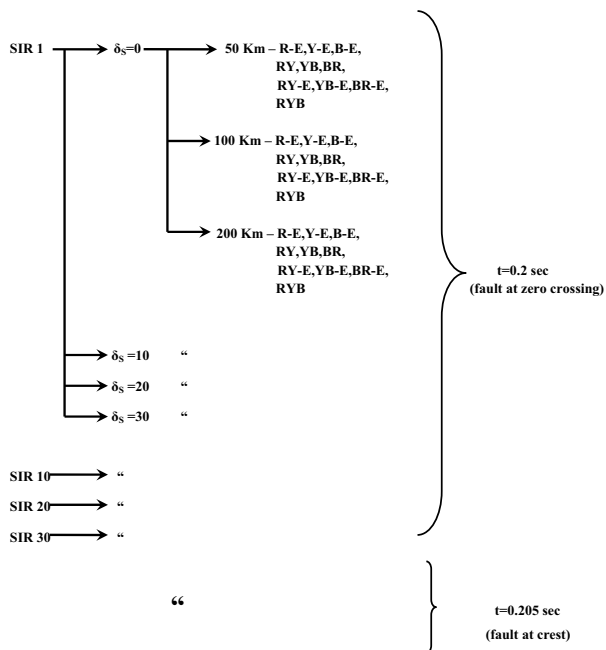 SIR 1
δS=0
50 Km – R-E,Y-E,B-E,
RY,YB,BR,
RY-E,YB-E,BR-E,
RYB
100 Km – R-E,Y-E,B-E,
RY,YB,BR,
RY-E,YB-E,BR-E,
RYB
200 Km – R-E,Y-E,B-E,
RY,YB,BR,
RY-E,YB-E,BR-E,
RYB
t=0.2 sec
(fault at zero crossing)
δS =10 “
δS =20 “
δS =30 “
SIR 10 “
SIR 20 “
SIR 30 “
“
t=0.205 sec
(fault at crest)